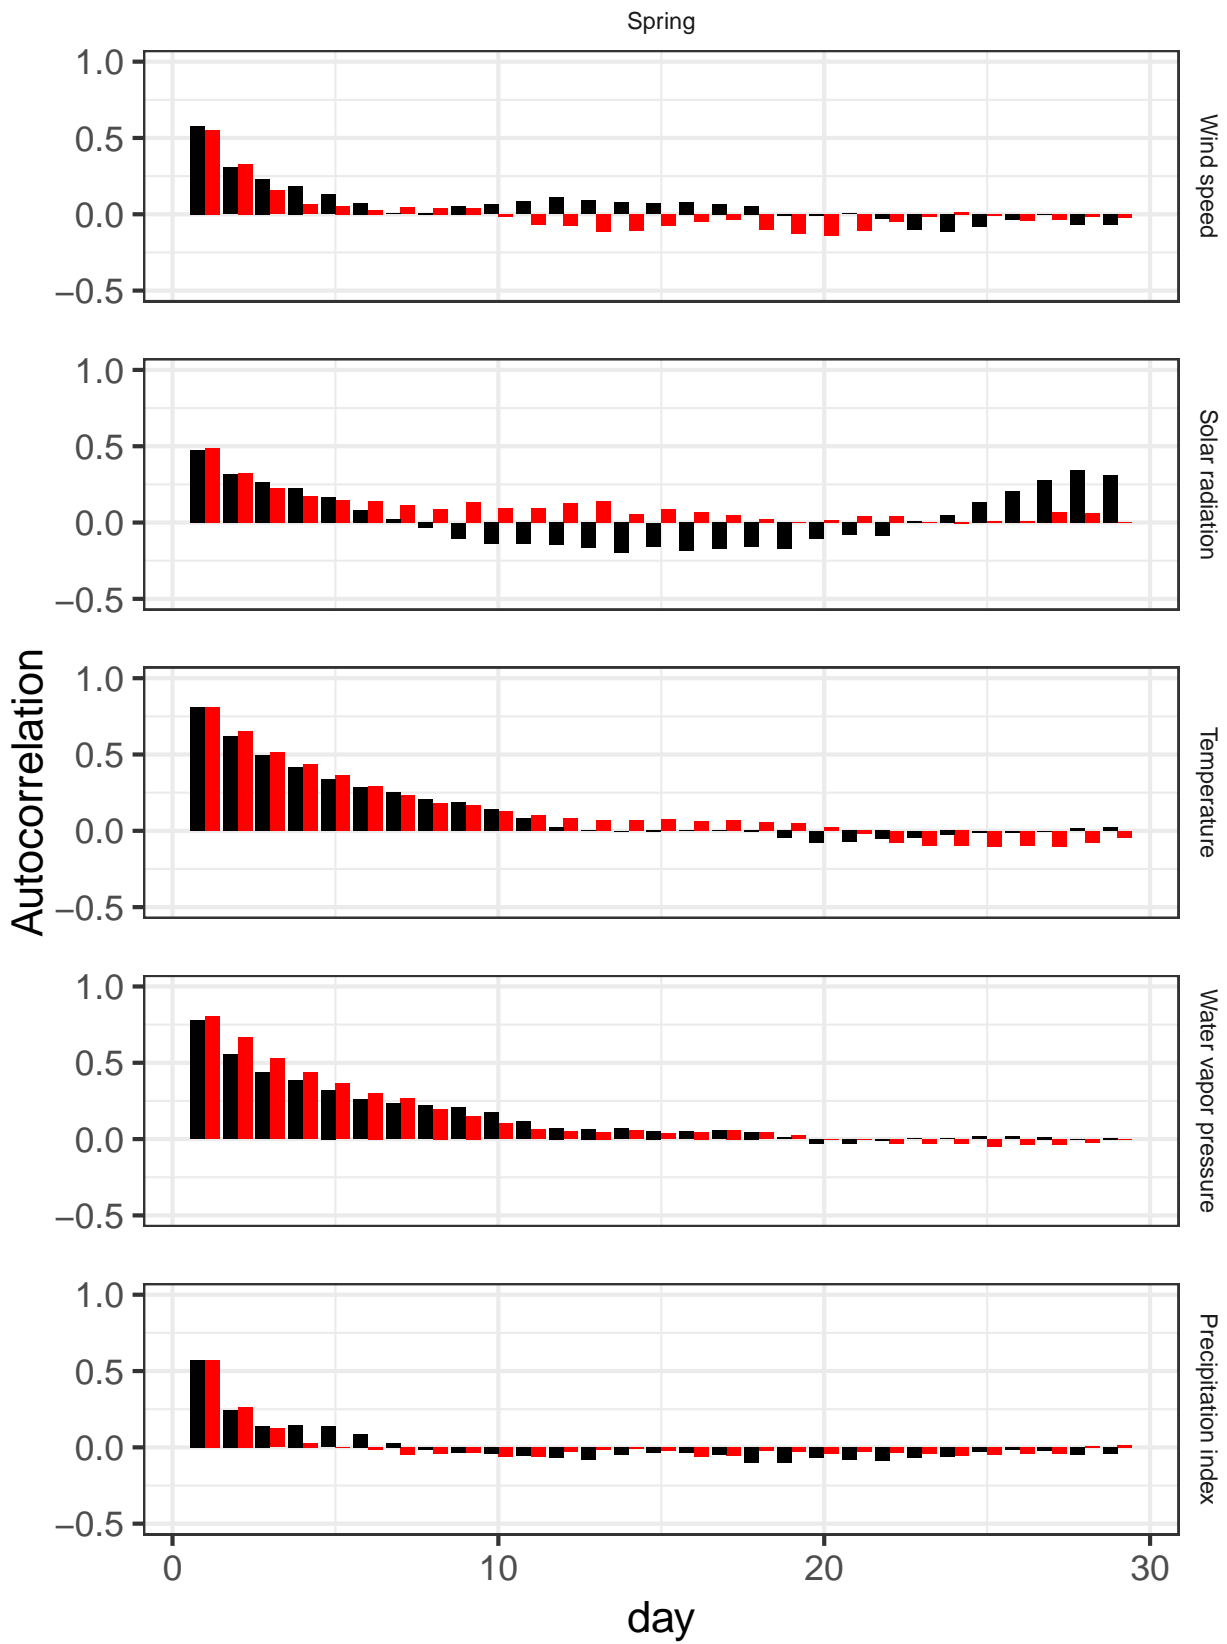 Spring
1.0
0.5
0.0
−0.5
Wind speed
1.0
0.5
0.0
−0.5
Solar radiation
1.0
0.5
0.0
−0.5
Temperature
1.0
0.5
0.0
−0.5
Water vapor pressure
1.0
0.5
0.0
−0.5
Precipitation index
Autocorrelation
0 10 20 30
day